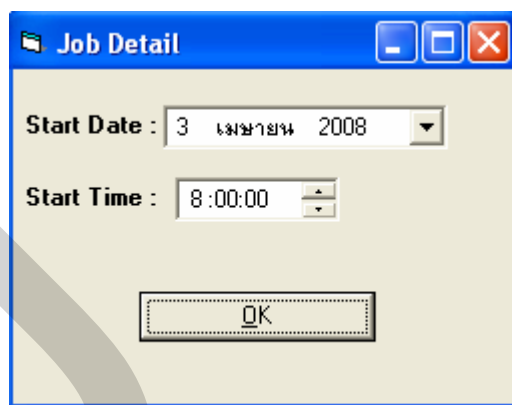 Job Detail
Start Date : 3 เมษายน 2008
Start Time : 8:00:00
OK